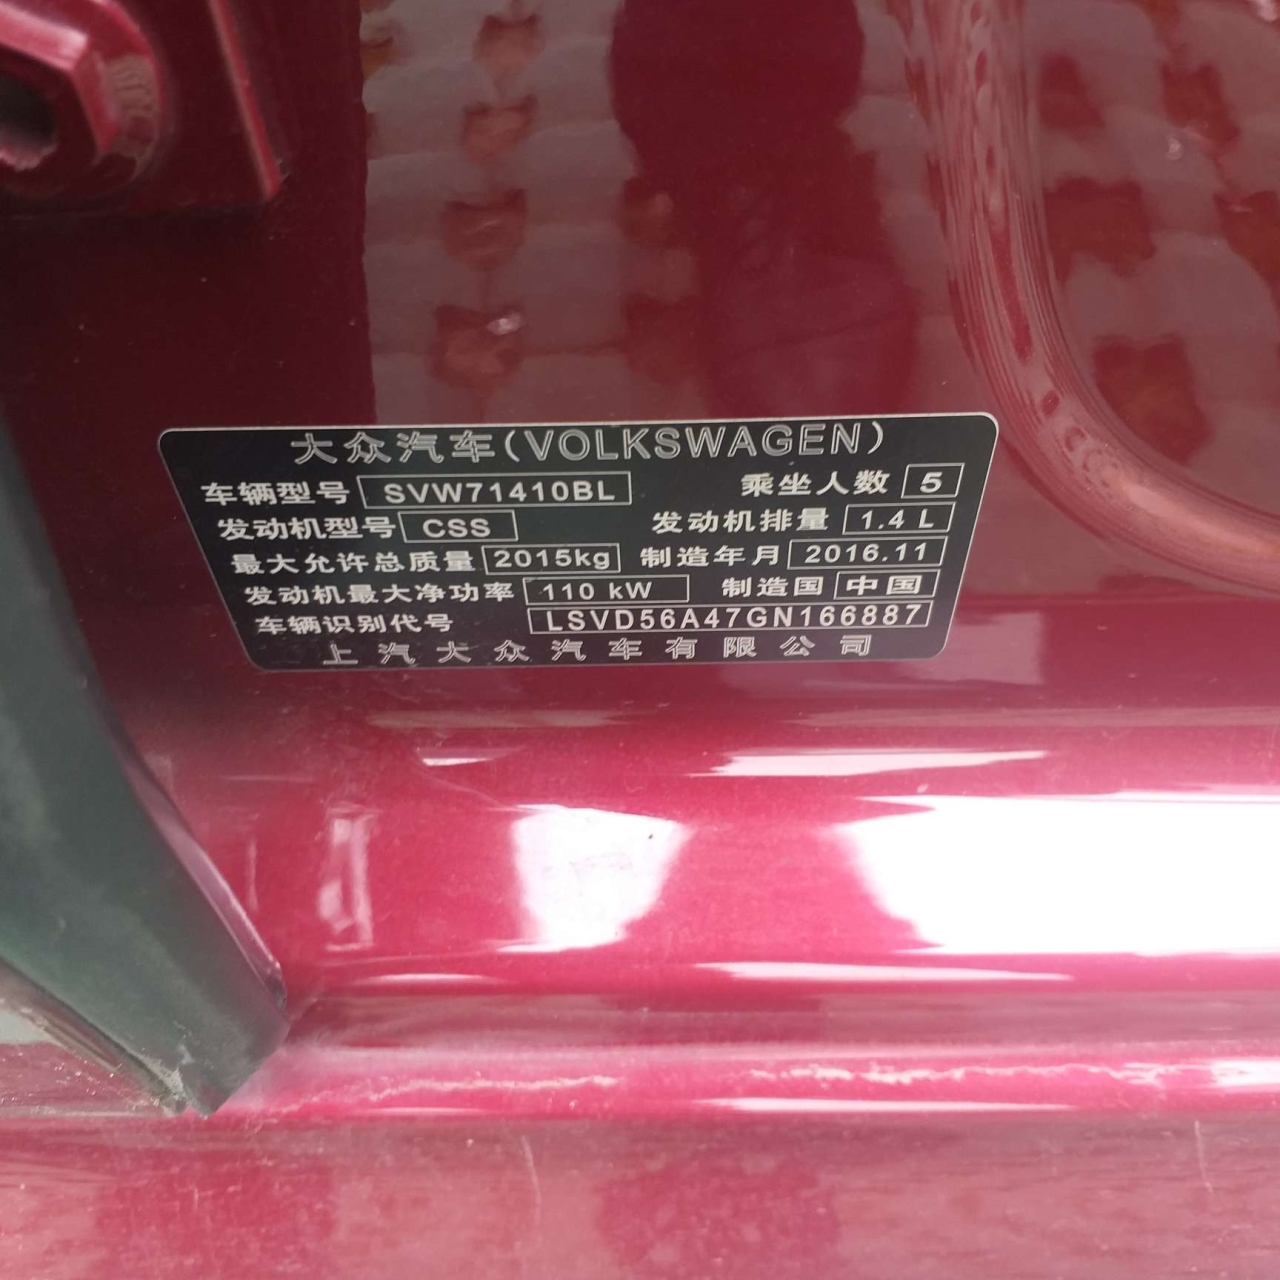 大众汽车(VOLKSWAGEN)
车辆型号 SVW71410BL 乘坐人数 5
发动机型号 CSS 发动机排量 1.4 L
最大允许总质量 2015kg 制造年月 2016.11
发动机最大净功率 110 kW 制造国 中国
车辆识别代号 LSVD56A47GN166887
上汽大众汽车有限公司